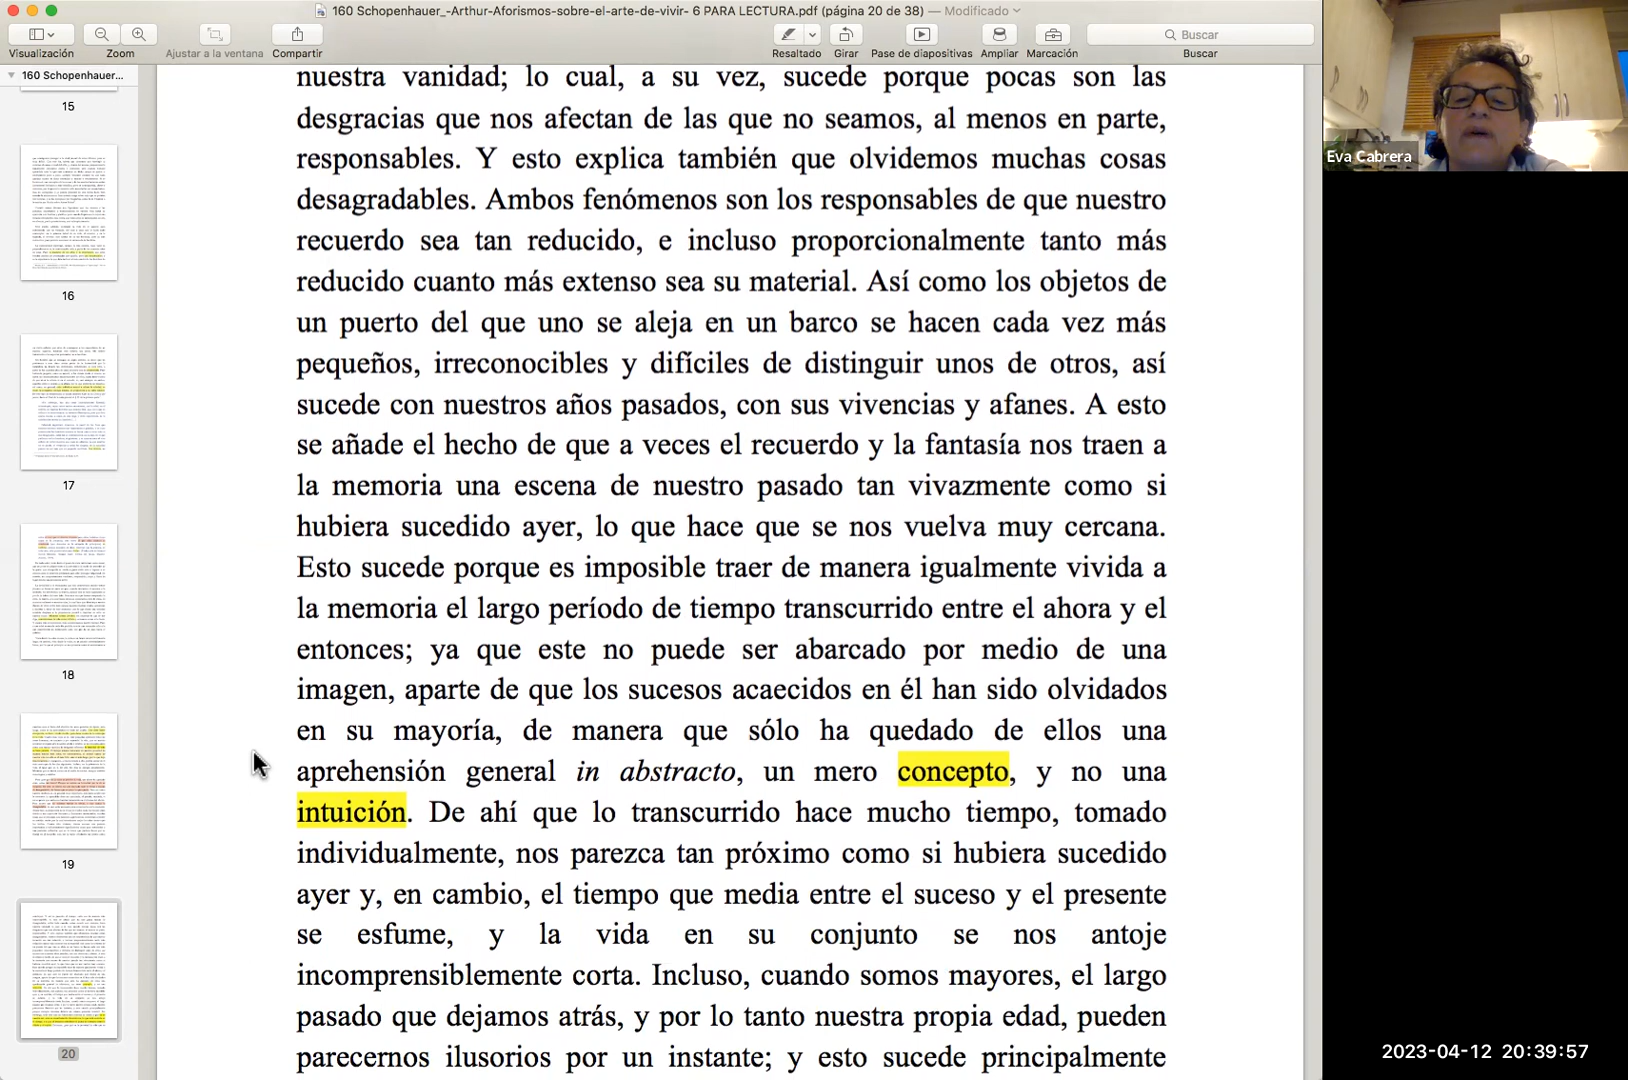 160 Schopenhauer_-Arthur-Aforismos-sobre-el-arte-de-vivir- 6 PARA LECTURA.pdf (página 20 de 38) — Modificado
Buscar
Visualización
Zoom
Ajustar a la ventana
Compartir
Resaltado
Girar
Pase de diapositivas
Ampliar
Marcación
Buscar
160 Schopenhauer...
15
16
17
18
19
20
nuestra vanidad; lo cual, a su vez, sucede porque pocas son las
desgracias que nos afectan de las que no seamos, al menos en parte,
responsables. Y esto explica también que olvidemos muchas cosas
desagradables. Ambos fenómenos son los responsables de que nuestro
recuerdo sea tan reducido, e incluso proporcionalmente tanto más
reducido cuanto más extenso sea su material. Así como los objetos de
un puerto del que uno se aleja en un barco se hacen cada vez más
pequeños, irreconocibles y difíciles de distinguir unos de otros, así
sucede con nuestros años pasados, con sus vivencias y afanes. A esto
se añade el hecho de que a veces el recuerdo y la fantasía nos traen a
la memoria una escena de nuestro pasado tan vivazmente como si
hubiera sucedido ayer, lo que hace que se nos vuelva muy cercana.
Esto sucede porque es imposible traer de manera igualmente vivida a
la memoria el largo período de tiempo transcurrido entre el ahora y el
entonces; ya que este no puede ser abarcado por medio de una
imagen, aparte de que los sucesos acaecidos en él han sido olvidados
en su mayoría, de manera que sólo ha quedado de ellos una
aprehensión general in abstracto, un mero concepto, y no una
intuición. De ahí que lo transcurrido hace mucho tiempo, tomado
individualmente, nos parezca tan próximo como si hubiera sucedido
ayer y, en cambio, el tiempo que media entre el suceso y el presente
se esfume, y la vida en su conjunto se nos antoje
incomprensiblemente corta. Incluso, cuando somos mayores, el largo
pasado que dejamos atrás, y por lo tanto nuestra propia edad, pueden
parecernos ilusorios por un instante; y esto sucede principalmente
Eva Cabrera
2023-04-12 20:39:57